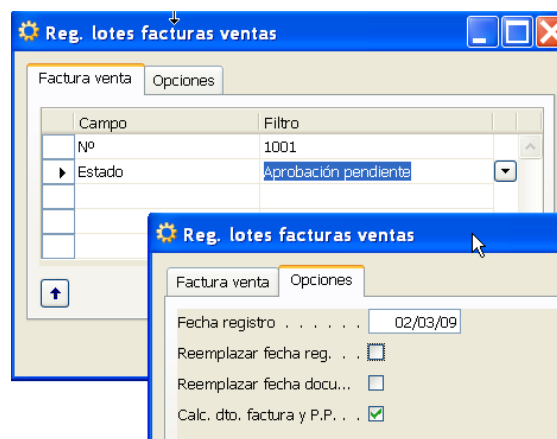 Reg. lotes facturas ventas
Factura venta Opciones
Campo Filtro
Nº 1001
Estado Aprobación pendiente
Reg. lotes facturas ventas
Factura venta Opciones
Fecha registro . . . . . . 02/03/09
Reemplazar fecha reg. . .
Reemplazar fecha docu...
Calc. dto. factura y P.P. . .